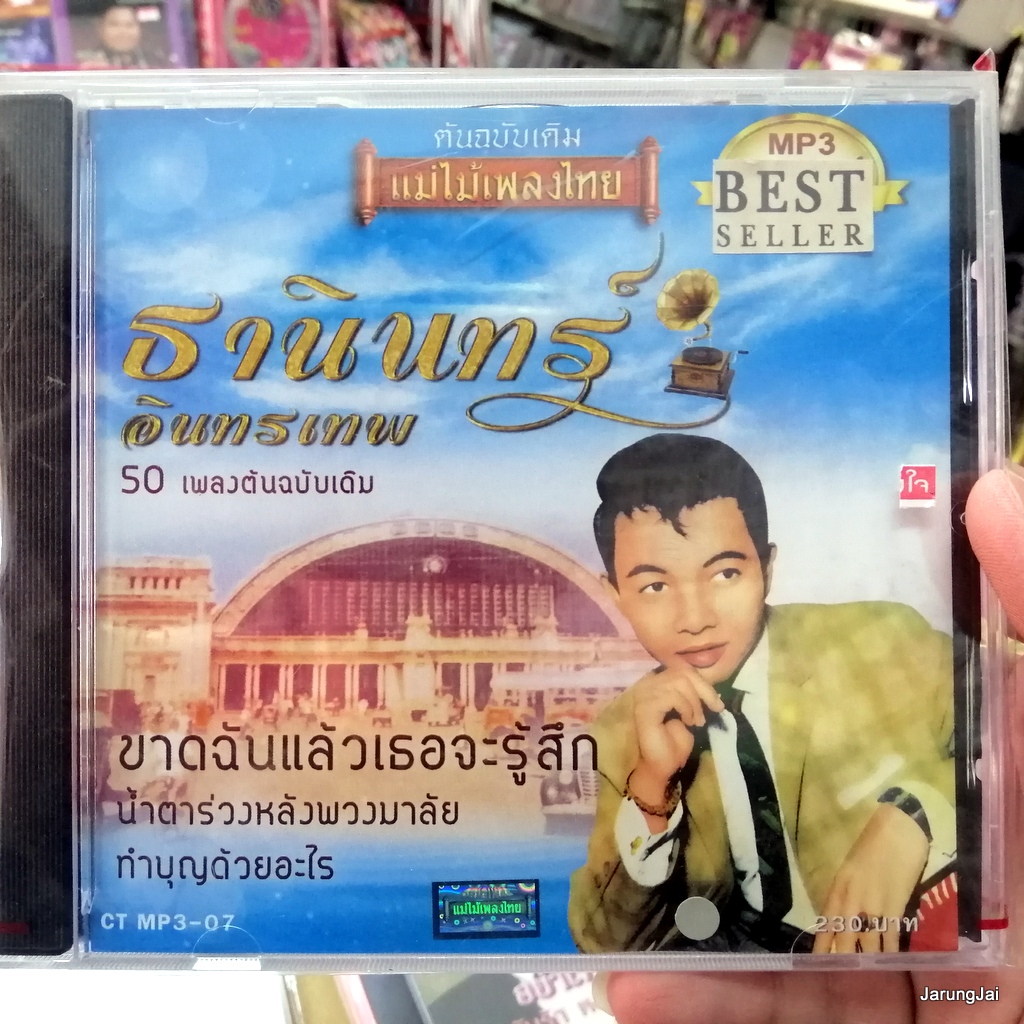 ต้นฉบับเดิม
แม่ไม้เพลงไทย
MP3
BEST
SELLER
ธานินทร์
อินทรเทพ
50 เพลงต้นฉบับเดิม
ใจ
ขาดฉันแล้วเธอจะรู้สึก
น้ำตาร่วงหลังพวงมาลัย
ทำบุญด้วยอะไร
แม่ไม้เพลงไทย
CT MP3-07
230 บาท
JarungJai